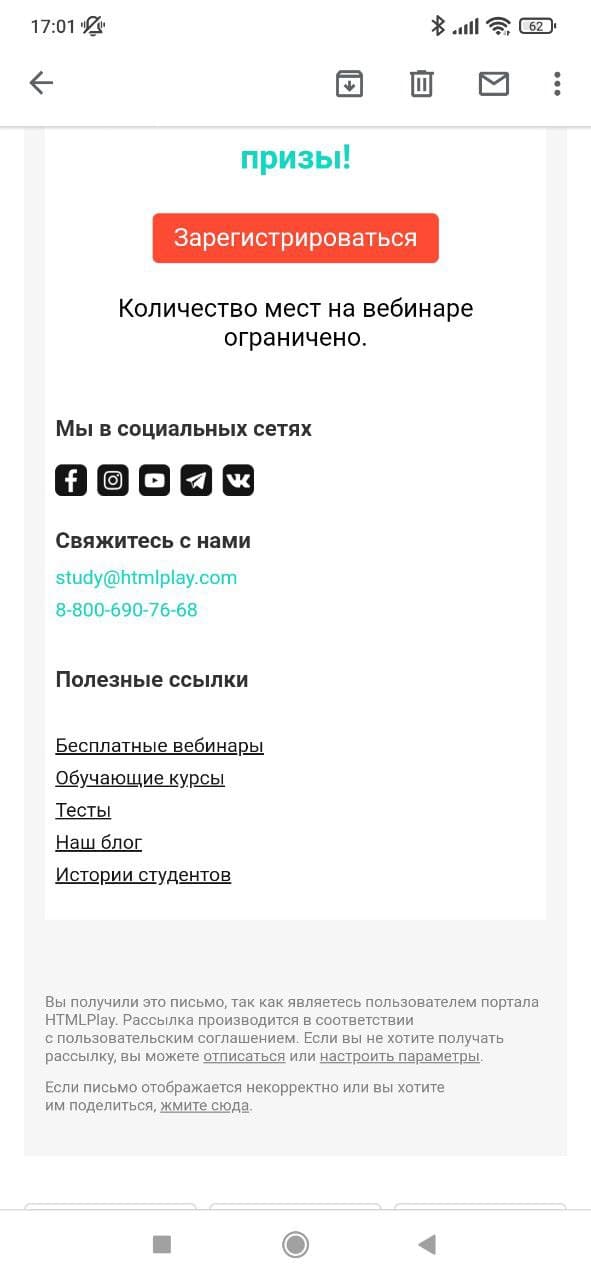 17:01
62
призы!
Зарегистрироваться
Количество мест на вебинаре
ограничено.
Мы в социальных сетях
Свяжитесь с нами
study@htmlplay.com
8-800-690-76-68
Полезные ссылки
Бесплатные вебинары
Обучающие курсы
Тесты
Наш блог
Истории студентов
Вы получили это письмо, так как являетесь пользователем портала
HTMLPlay. Рассылка производится в соответствии
с пользовательским соглашением. Если вы не хотите получать
рассылку, вы можете отписаться или настроить параметры.
Если письмо отображается некорректно или вы хотите
им поделиться, жмите сюда.